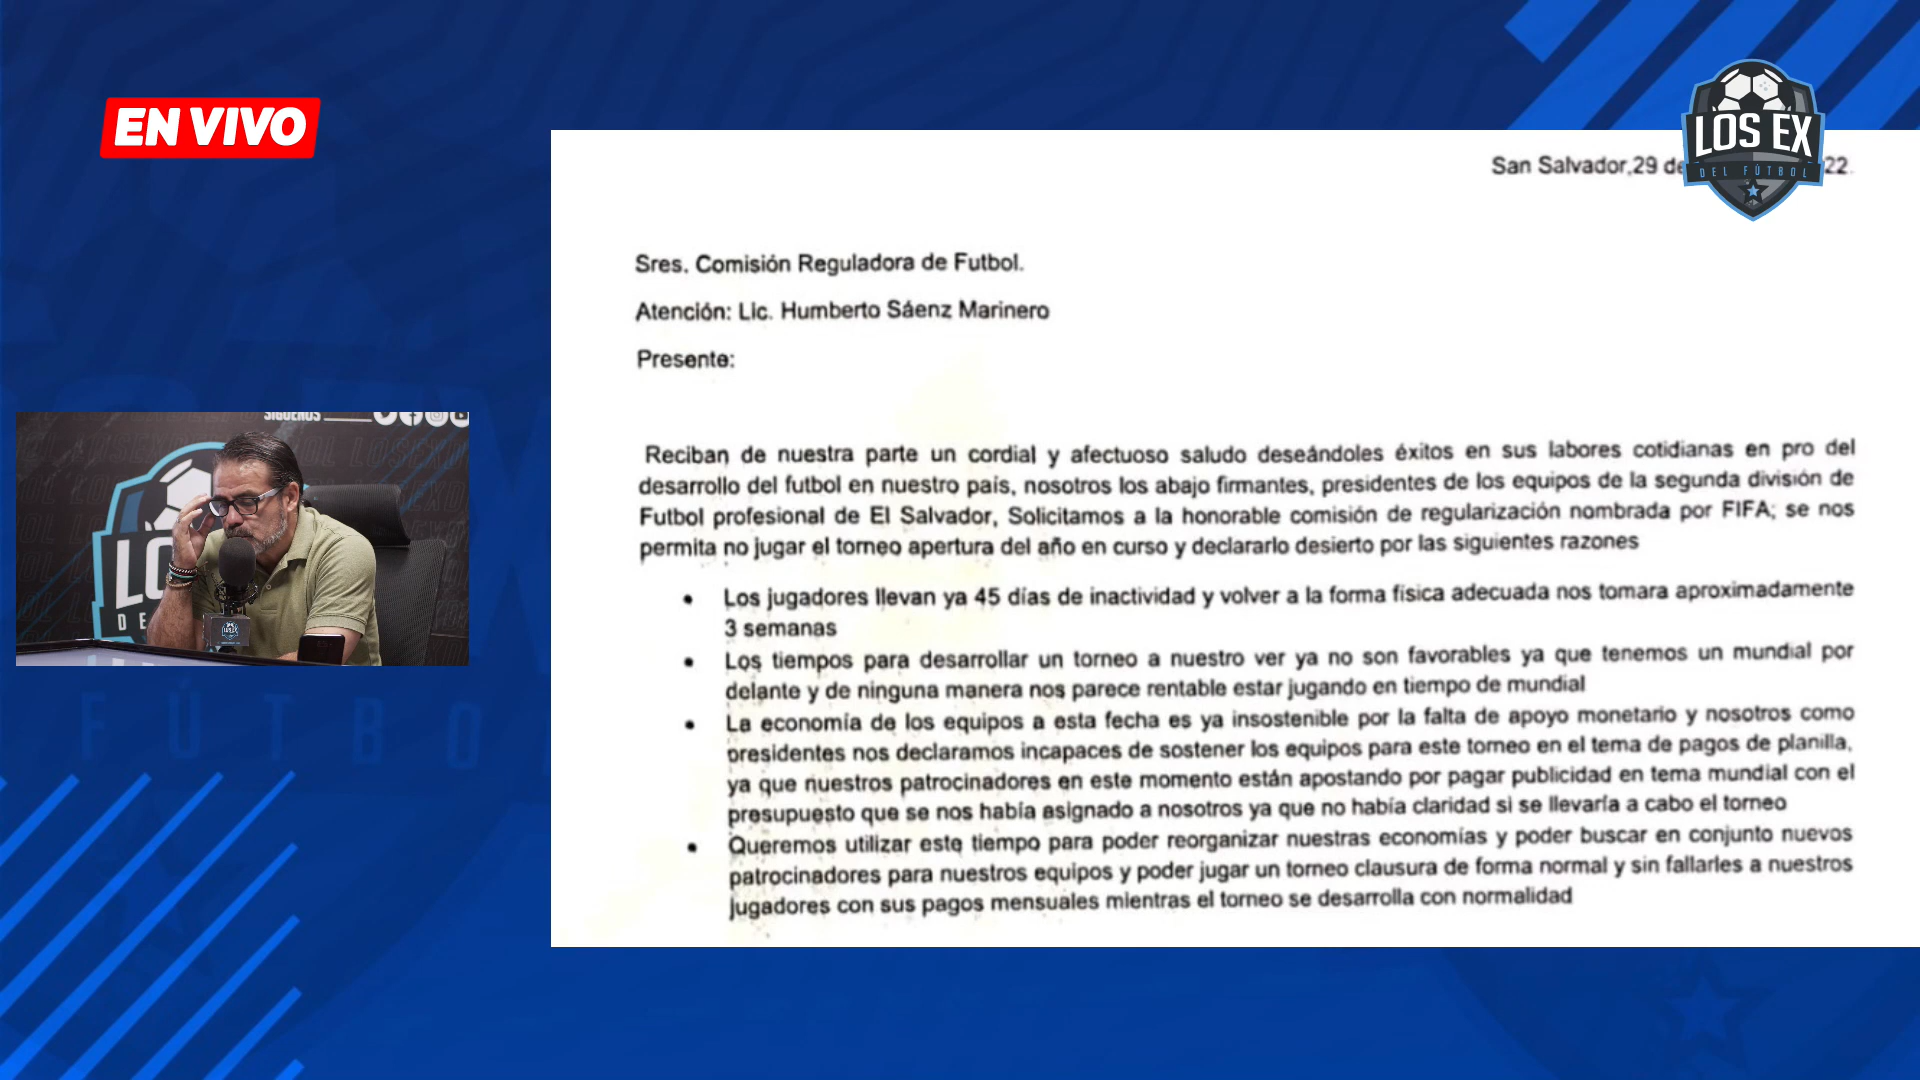 EN VIVO
LOS EX
DEL FÚTBOL
San Salvador,29 de
22.
Sres. Comisión Reguladora de Futbol.
Atención: Lic. Humberto Sáenz Marinero
Presente:
Reciban de nuestra parte un cordial y afectuoso saludo deseándoles éxitos en sus labores cotidianas en pro del
desarrollo del futbol en nuestro país, nosotros los abajo firmantes, presidentes de los equipos de la segunda división de
Futbol profesional de El Salvador, Solicitamos a la honorable comisión de regularización nombrada por FIFA; se nos
permita no jugar el torneo apertura del año en curso y declararlo desierto por las siguientes razones
• Los jugadores llevan ya 45 días de inactividad y volver a la forma física adecuada nos tomara aproximadamente
3 semanas
• Los tiempos para desarrollar un torneo a nuestro ver ya no son favorables ya que tenemos un mundial por
delante y de ninguna manera nos parece rentable estar jugando en tiempo de mundial
• La economía de los equipos a esta fecha es ya insostenible por la falta de apoyo monetario y nosotros como
presidentes nos declaramos incapaces de sostener los equipos para este torneo en el tema de pagos de planilla,
ya que nuestros patrocinadores en este momento están apostando por pagar publicidad en tema mundial con el
presupuesto que se nos había asignado a nosotros ya que no había claridad si se llevaría a cabo el torneo
• Queremos utilizar este tiempo para poder reorganizar nuestras economías y poder buscar en conjunto nuevos
patrocinadores para nuestros equipos y poder jugar un torneo clausura de forma normal y sin fallarles a nuestros
jugadores con sus pagos mensuales mientras el torneo se desarrolla con normalidad
SIGUENOS
LO
DE
LOS EX
FÚTBO